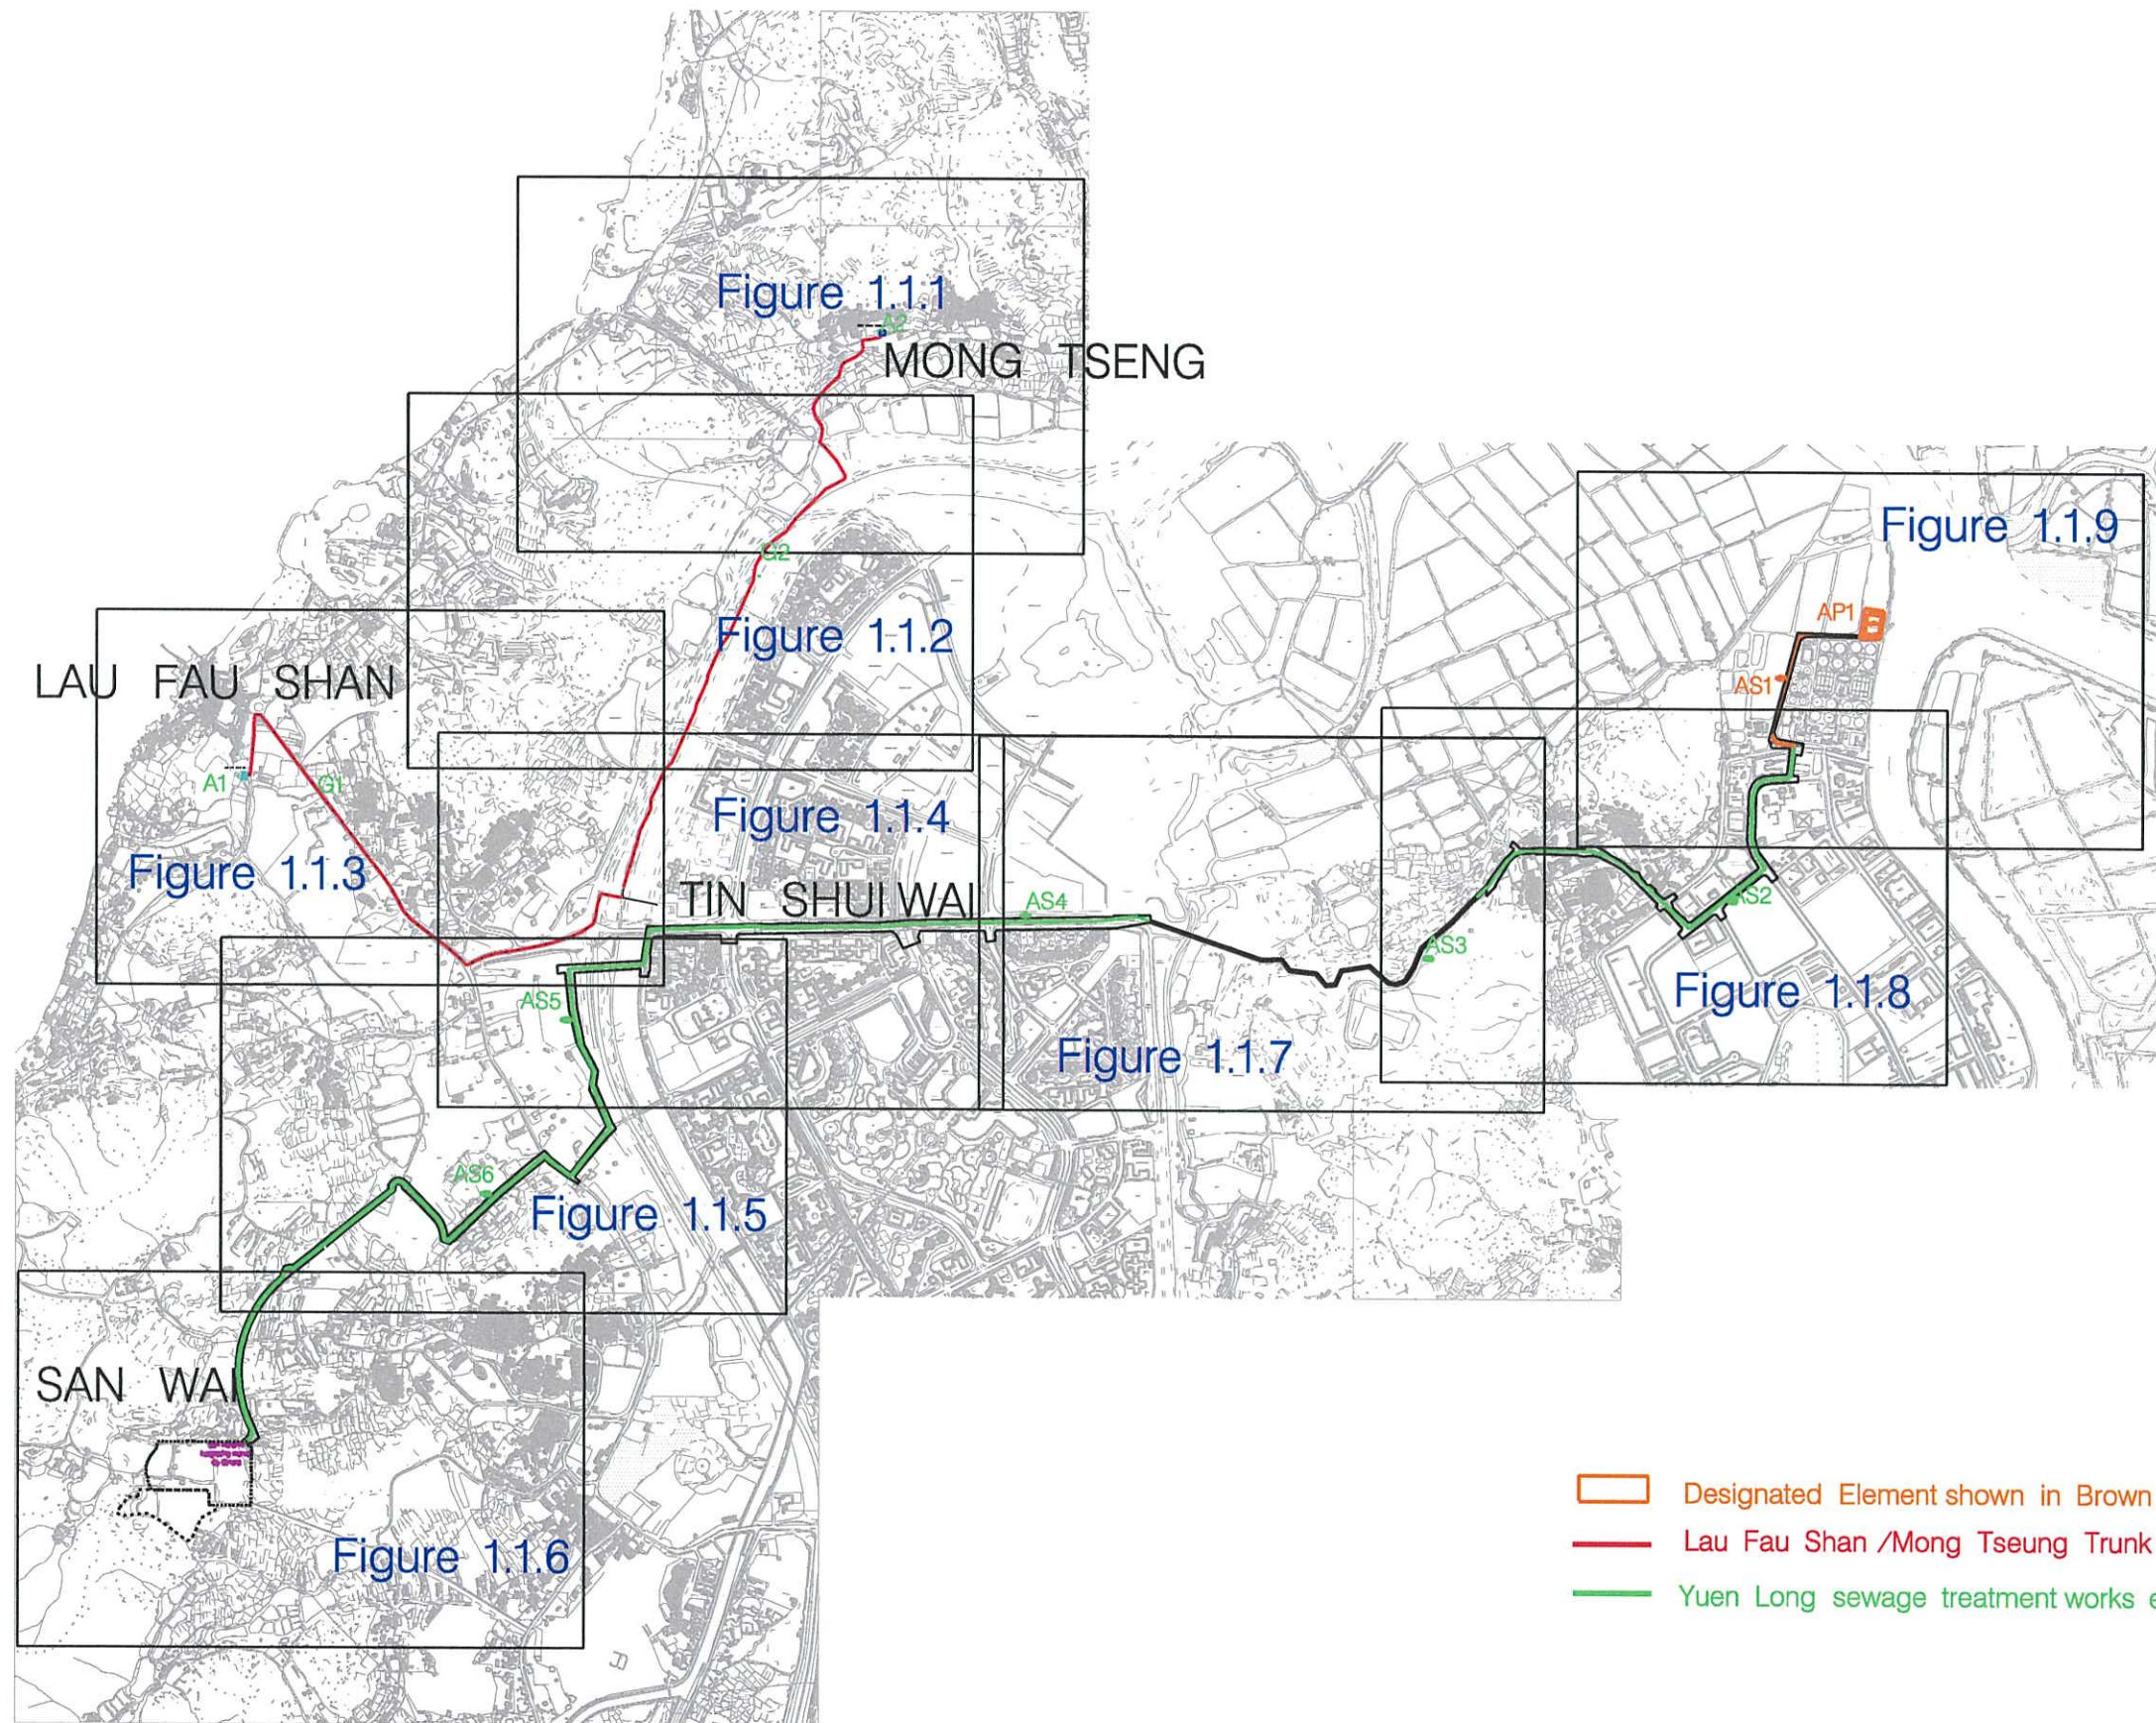 Figure 1.1.1
A2
MONG TSENG
Figure 1.1.9
G2
AP1
Figure 1.1.2
LAU FAU SHAN
AS1
A1
G1
Figure 1.1.4
Figure 1.1.3
TIN SHUI WAI
AS4
AS2
AS3
Figure 1.1.8
AS5
Figure 1.1.7
AS6
Figure 1.1.5
SAN WAI
Figure 1.1.6
Designated Element shown in Brown
Lau Fau Shan /Mong Tseung Trunk
Yuen Long sewage treatment works